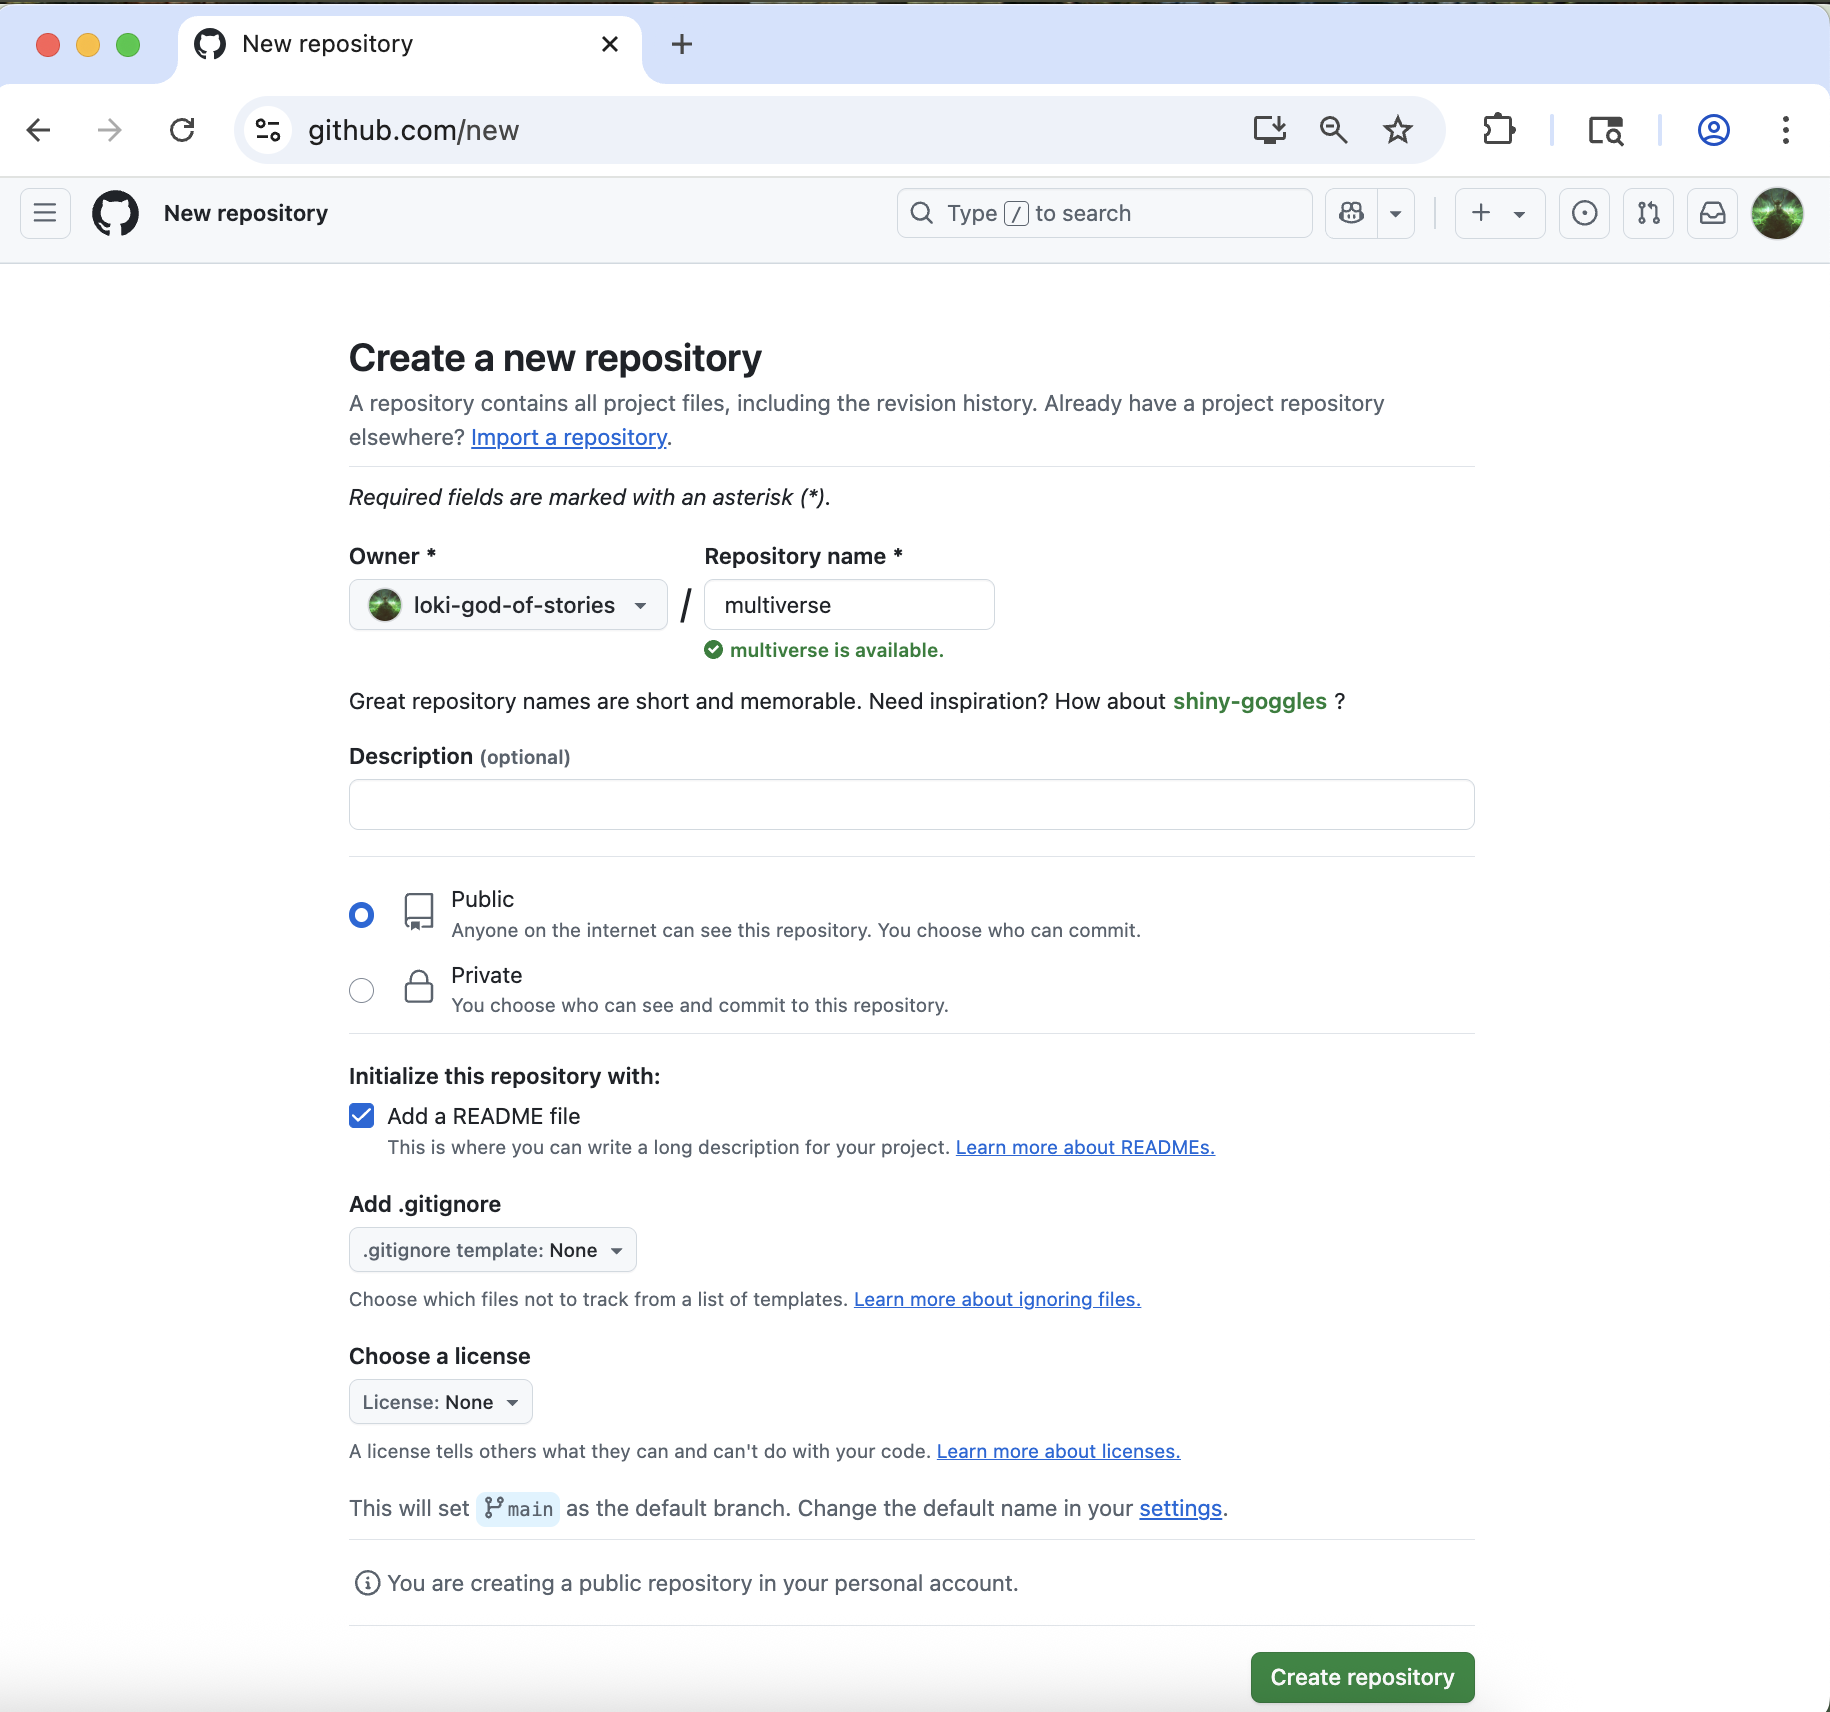 New repository
github.com/new
New repository
Type / to search
Create a new repository
A repository contains all project files, including the revision history. Already have a project repository
elsewhere? Import a repository.
Required fields are marked with an asterisk (*).
Owner *
Repository name *
loki-god-of-stories
/
multiverse
multiverse is available.
Great repository names are short and memorable. Need inspiration? How about shiny-goggles ?
Description (optional)
Public
Anyone on the internet can see this repository. You choose who can commit.
Private
You choose who can see and commit to this repository.
Initialize this repository with:
Add a README file
This is where you can write a long description for your project. Learn more about READMEs.
Add .gitignore
.gitignore template: None
Choose which files not to track from a list of templates. Learn more about ignoring files.
Choose a license
License: None
A license tells others what they can and can't do with your code. Learn more about licenses.
This will set main as the default branch. Change the default name in your settings.
You are creating a public repository in your personal account.
Create repository